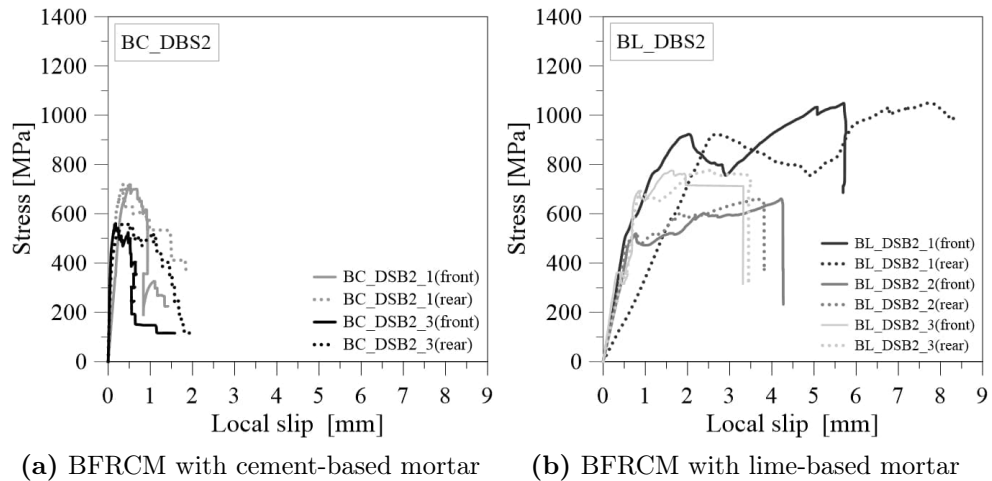 1400
1200
1000
800
600
400
200
0
Stress [MPa]
BC_DBS2
BC_DSB2_1(front)
BC_DSB2_1(rear)
BC_DSB2_3(front)
BC_DSB2_3(rear)
0 1 2 3 4 5 6 7 8 9
Local slip [mm]
(a) BFRCM with cement-based mortar
1400
1200
1000
800
600
400
200
0
Stress [MPa]
BL_DBS2
BL_DSB2_1(front)
BL_DSB2_1(rear)
BL_DSB2_2(front)
BL_DSB2_2(rear)
BL_DSB2_3(front)
BL_DSB2_3(rear)
0 1 2 3 4 5 6 7 8 9
Local slip [mm]
(b) BFRCM with lime-based mortar